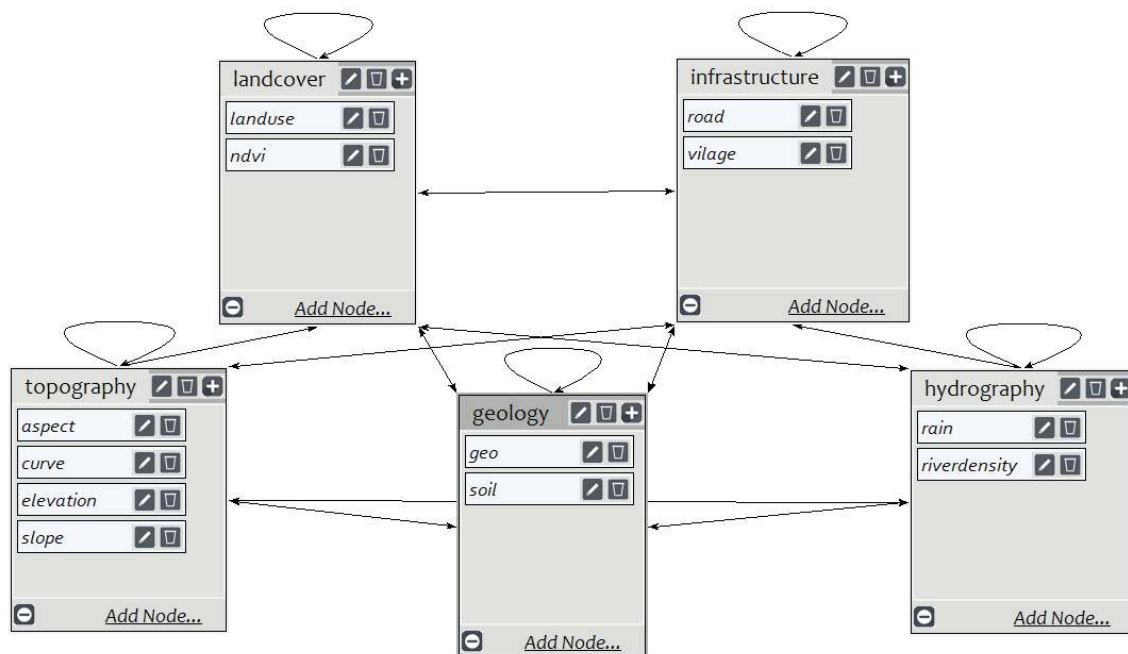 landcover
landuse
ndvi
Add Node...
infrastructure
road
vilage
Add Node...
topography
aspect
curve
elevation
slope
Add Node...
geology
geo
soil
Add Node...
hydrography
rain
riverdensity
Add Node...